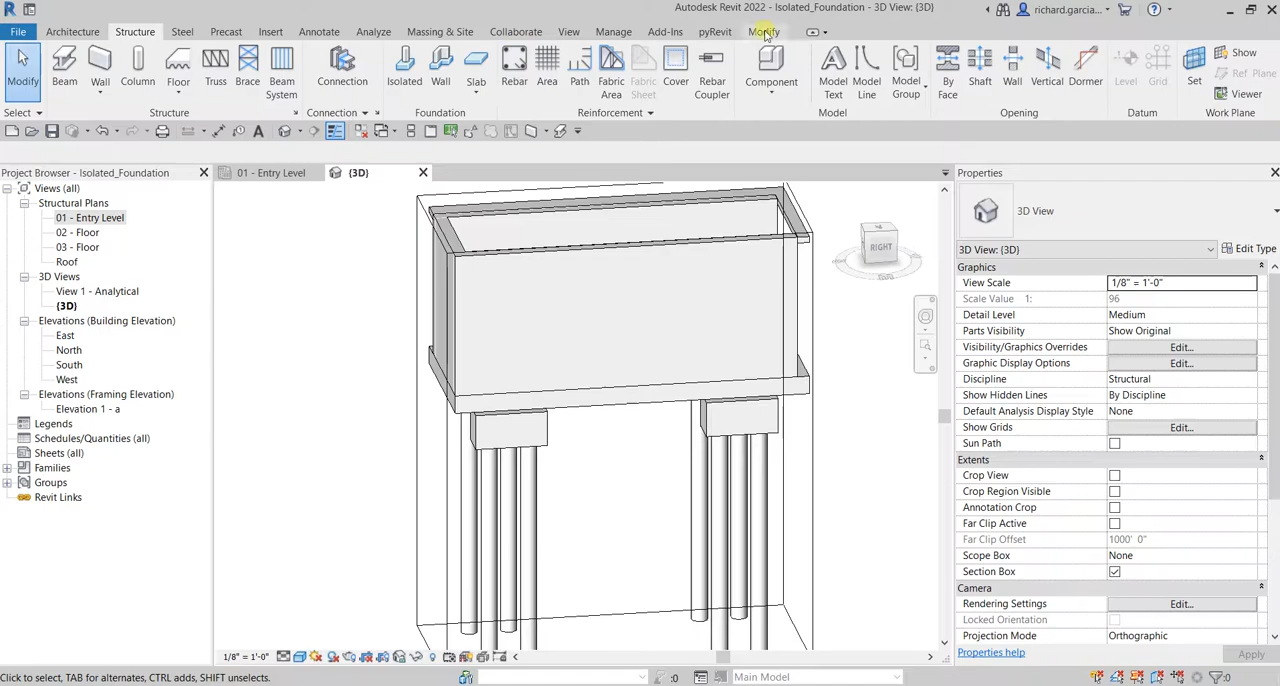 Autodesk Revit 2022 - Isolated_Foundation - 3D View: {3D}
richard.garcia...
File Architecture Structure Steel Precast Insert Annotate Analyze Massing & Site Collaborate View Manage Add-Ins pyRevit Modify
Modify Beam Wall Column Floor Truss Brace Beam System Connection Isolated Wall Slab Rebar Area Path Fabric Area Fabric Sheet Cover Rebar Coupler Component Model Text Model Line Model Group By Face Shaft Wall Vertical Dormer Level Grid Set Show Ref Plane Viewer
Select Structure Connection Foundation Reinforcement Model Opening Datum Work Plane
Project Browser - Isolated_Foundation
01 - Entry Level
{3D}
Properties
Views (all)
Structural Plans
01 - Entry Level
02 - Floor
03 - Floor
Roof
3D Views
View 1 - Analytical
{3D}
Elevations (Building Elevation)
East
North
South
West
Elevations (Framing Elevation)
Elevation 1 - a
Legends
Schedules/Quantities (all)
Sheets (all)
Families
Groups
Revit Links
RIGHT
3D View
3D View: {3D} Edit Type
Graphics
View Scale 1/8" = 1'-0"
Scale Value 1: 96
Detail Level Medium
Parts Visibility Show Original
Visibility/Graphics Overrides Edit...
Graphic Display Options Edit...
Discipline Structural
Show Hidden Lines By Discipline
Default Analysis Display Style None
Show Grids Edit...
Sun Path
Extents
Crop View
Crop Region Visible
Annotation Crop
Far Clip Active
Far Clip Offset 1000' 0"
Scope Box None
Section Box
Camera
Rendering Settings Edit...
Locked Orientation
Projection Mode Orthographic
Properties help Apply
1/8" = 1'-0"
Click to select, TAB for alternates, CTRL adds, SHIFT unselects.
:0
Main Model
:0